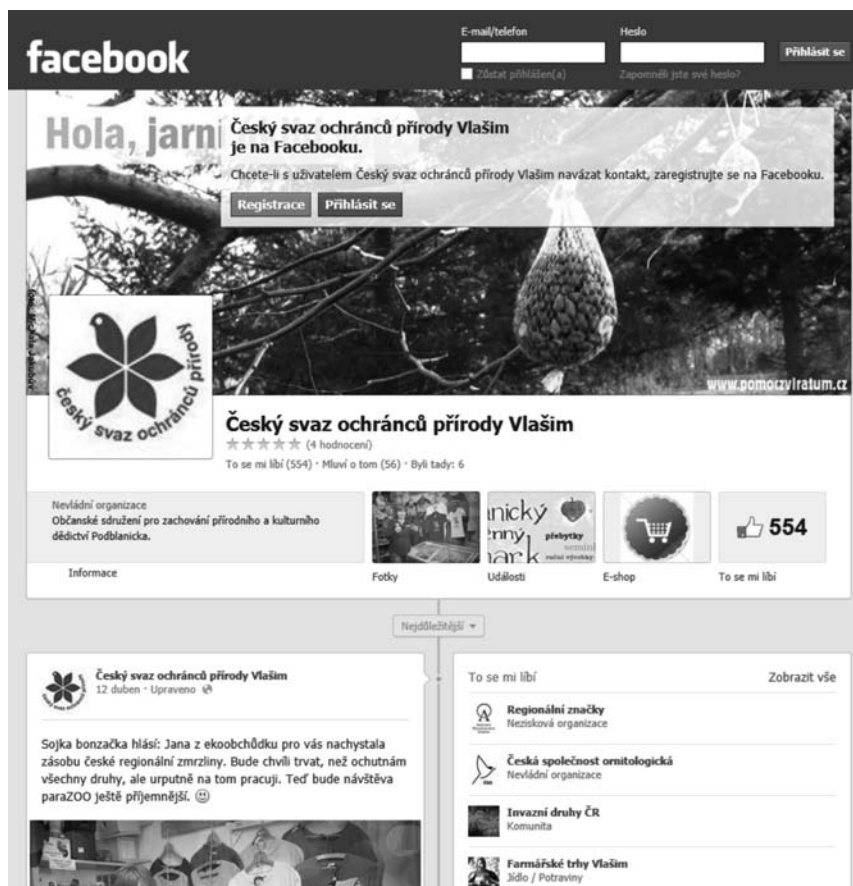 facebook
E-mail/telefon
Heslo
Přihlásit se
Zůstat přihlášen(a)
Zapomněli jste své heslo?
Hola, jarní
Český svaz ochránců přírody Vlašim
je na Facebooku.
Chcete-li s uživatelem Český svaz ochránců přírody Vlašim navázat kontakt, zaregistrujte se na Facebooku.
Registrace
Přihlásit se
www.pomoczviratum.cz
český svaz ochránců přírody
Český svaz ochránců přírody Vlašim
(4 hodnocení)
To se mi líbí (554) · Mluví o tom (56) · Byli tady: 6
Nevládní organizace
Občanské sdružení pro zachování přírodního a kulturního
dědictví Podblanicka.
Informace
nický
přebytky
ruční výrobky
554
Fotky
Události
E-shop
To se mi líbí
Nejdůležitější
Český svaz ochránců přírody Vlašim
12 duben · Upraveno
Sojka bonzačka hlásí: Jana z ekoobchůdku pro vás nachystala
zásobu české regionální zmrzliny. Bude chvíli trvat, než ochutnám
všechny druhy, ale urputně na tom pracuji. Teď bude návštěva
paraZOO ještě příjemnější.
To se mi líbí
Zobrazit vše
Regionální značky
Nezisková organizace
Česká společnost ornitologická
Nevládní organizace
Invazní druhy ČR
Komunita
Farmářské trhy Vlašim
Jídlo / Potraviny